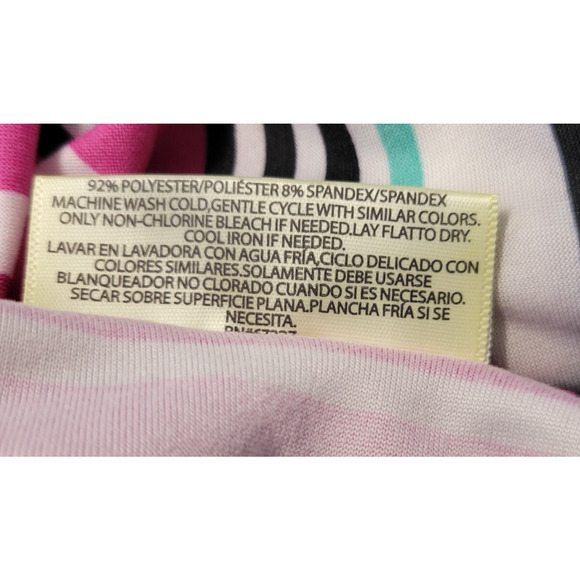 92% POLYESTER/POLIÉSTER 8% SPANDEX/SPANDEX
MACHINE WASH COLD,GENTLE CYCLE WITH SIMILAR COLORS.
ONLY NON-CHLORINE BLEACH IF NEEDED.LAY FLATTO DRY.
COOL IRON IF NEEDED.
LAVAR EN LAVADORA CON AGUA FRÍA,CICLO DELICADO CON
COLORES SIMILARES.SOLAMENTE DEBE USARSE
BLANQUEADOR NO CLORADO CUANDO SI ES NECESARIO.
SECAR SOBRE SUPERFICIE PLANA.PLANCHA FRÍA SI SE
NECESITA.